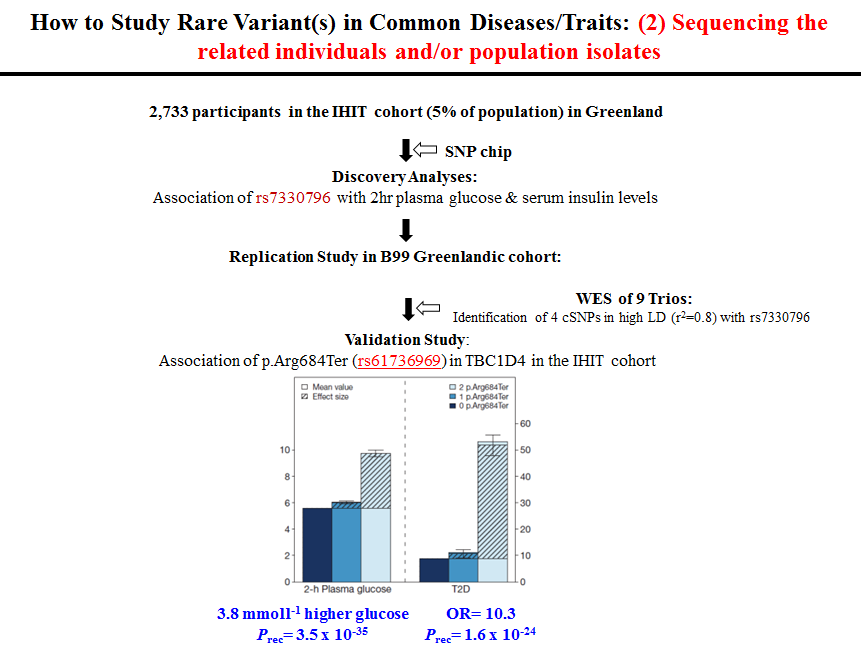 How to Study Rare Variant(s) in Common Diseases/Traits: (2) Sequencing the
related individuals and/or population isolates
2,733 participants in the IHIT cohort (5% of population) in Greenland
SNP chip
Discovery Analyses:
Association of rs7330796 with 2hr plasma glucose & serum insulin levels
Replication Study in B99 Greenlandic cohort:
WES of 9 Trios:
Identification of 4 cSNPs in high LD (r²=0.8) with rs7330796
Validation Study:
Association of p.Arg684Ter (rs61736969) in TBC1D4 in the IHIT cohort
Mean value
Effect size
2 p.Arg684Ter
1 p.Arg684Ter
0 p.Arg684Ter
10
8
6
4
2
0
60
50
40
30
20
10
0
2-h Plasma glucose
T2D
3.8 mmoll⁻¹ higher glucose
Prec= 3.5 x 10⁻³⁵
OR= 10.3
Prec= 1.6 x 10⁻²⁴